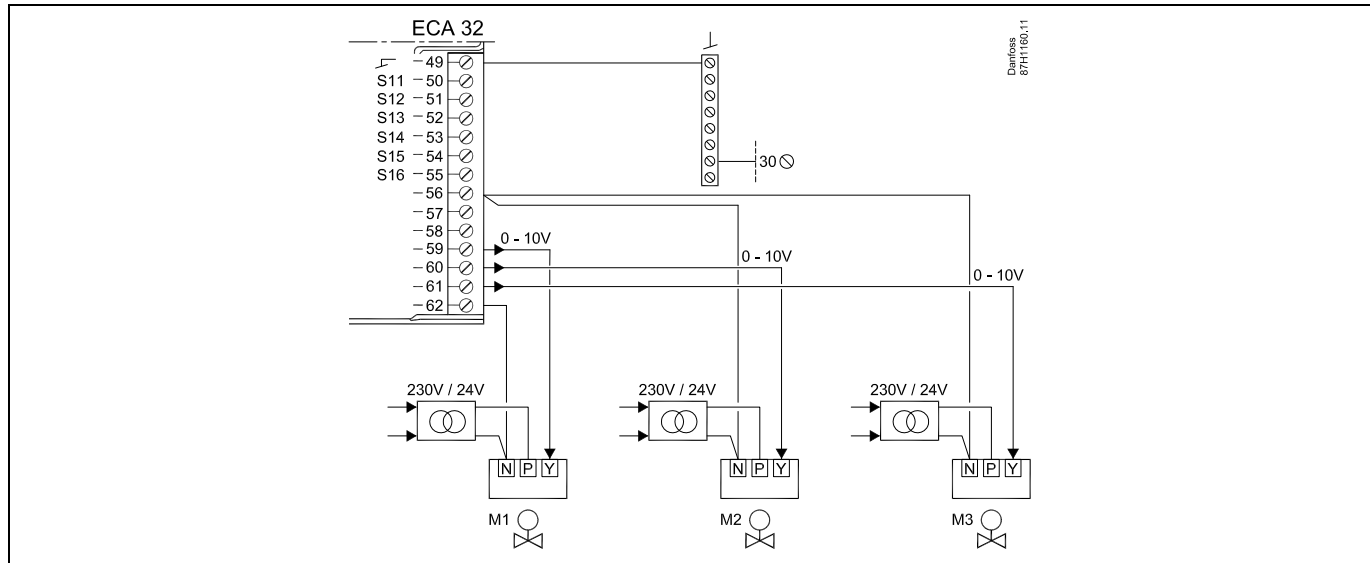 ECA 32
Danfoss
87H1160.11
49
S11 50
S12 51
S13 52
S14 53
S15 54
S16 55
56
57
58
59
60
61
62
30
0 - 10V
0 - 10V
0 - 10V
230V / 24V
230V / 24V
230V / 24V
N P Y
N P Y
N P Y
M1
M2
M3